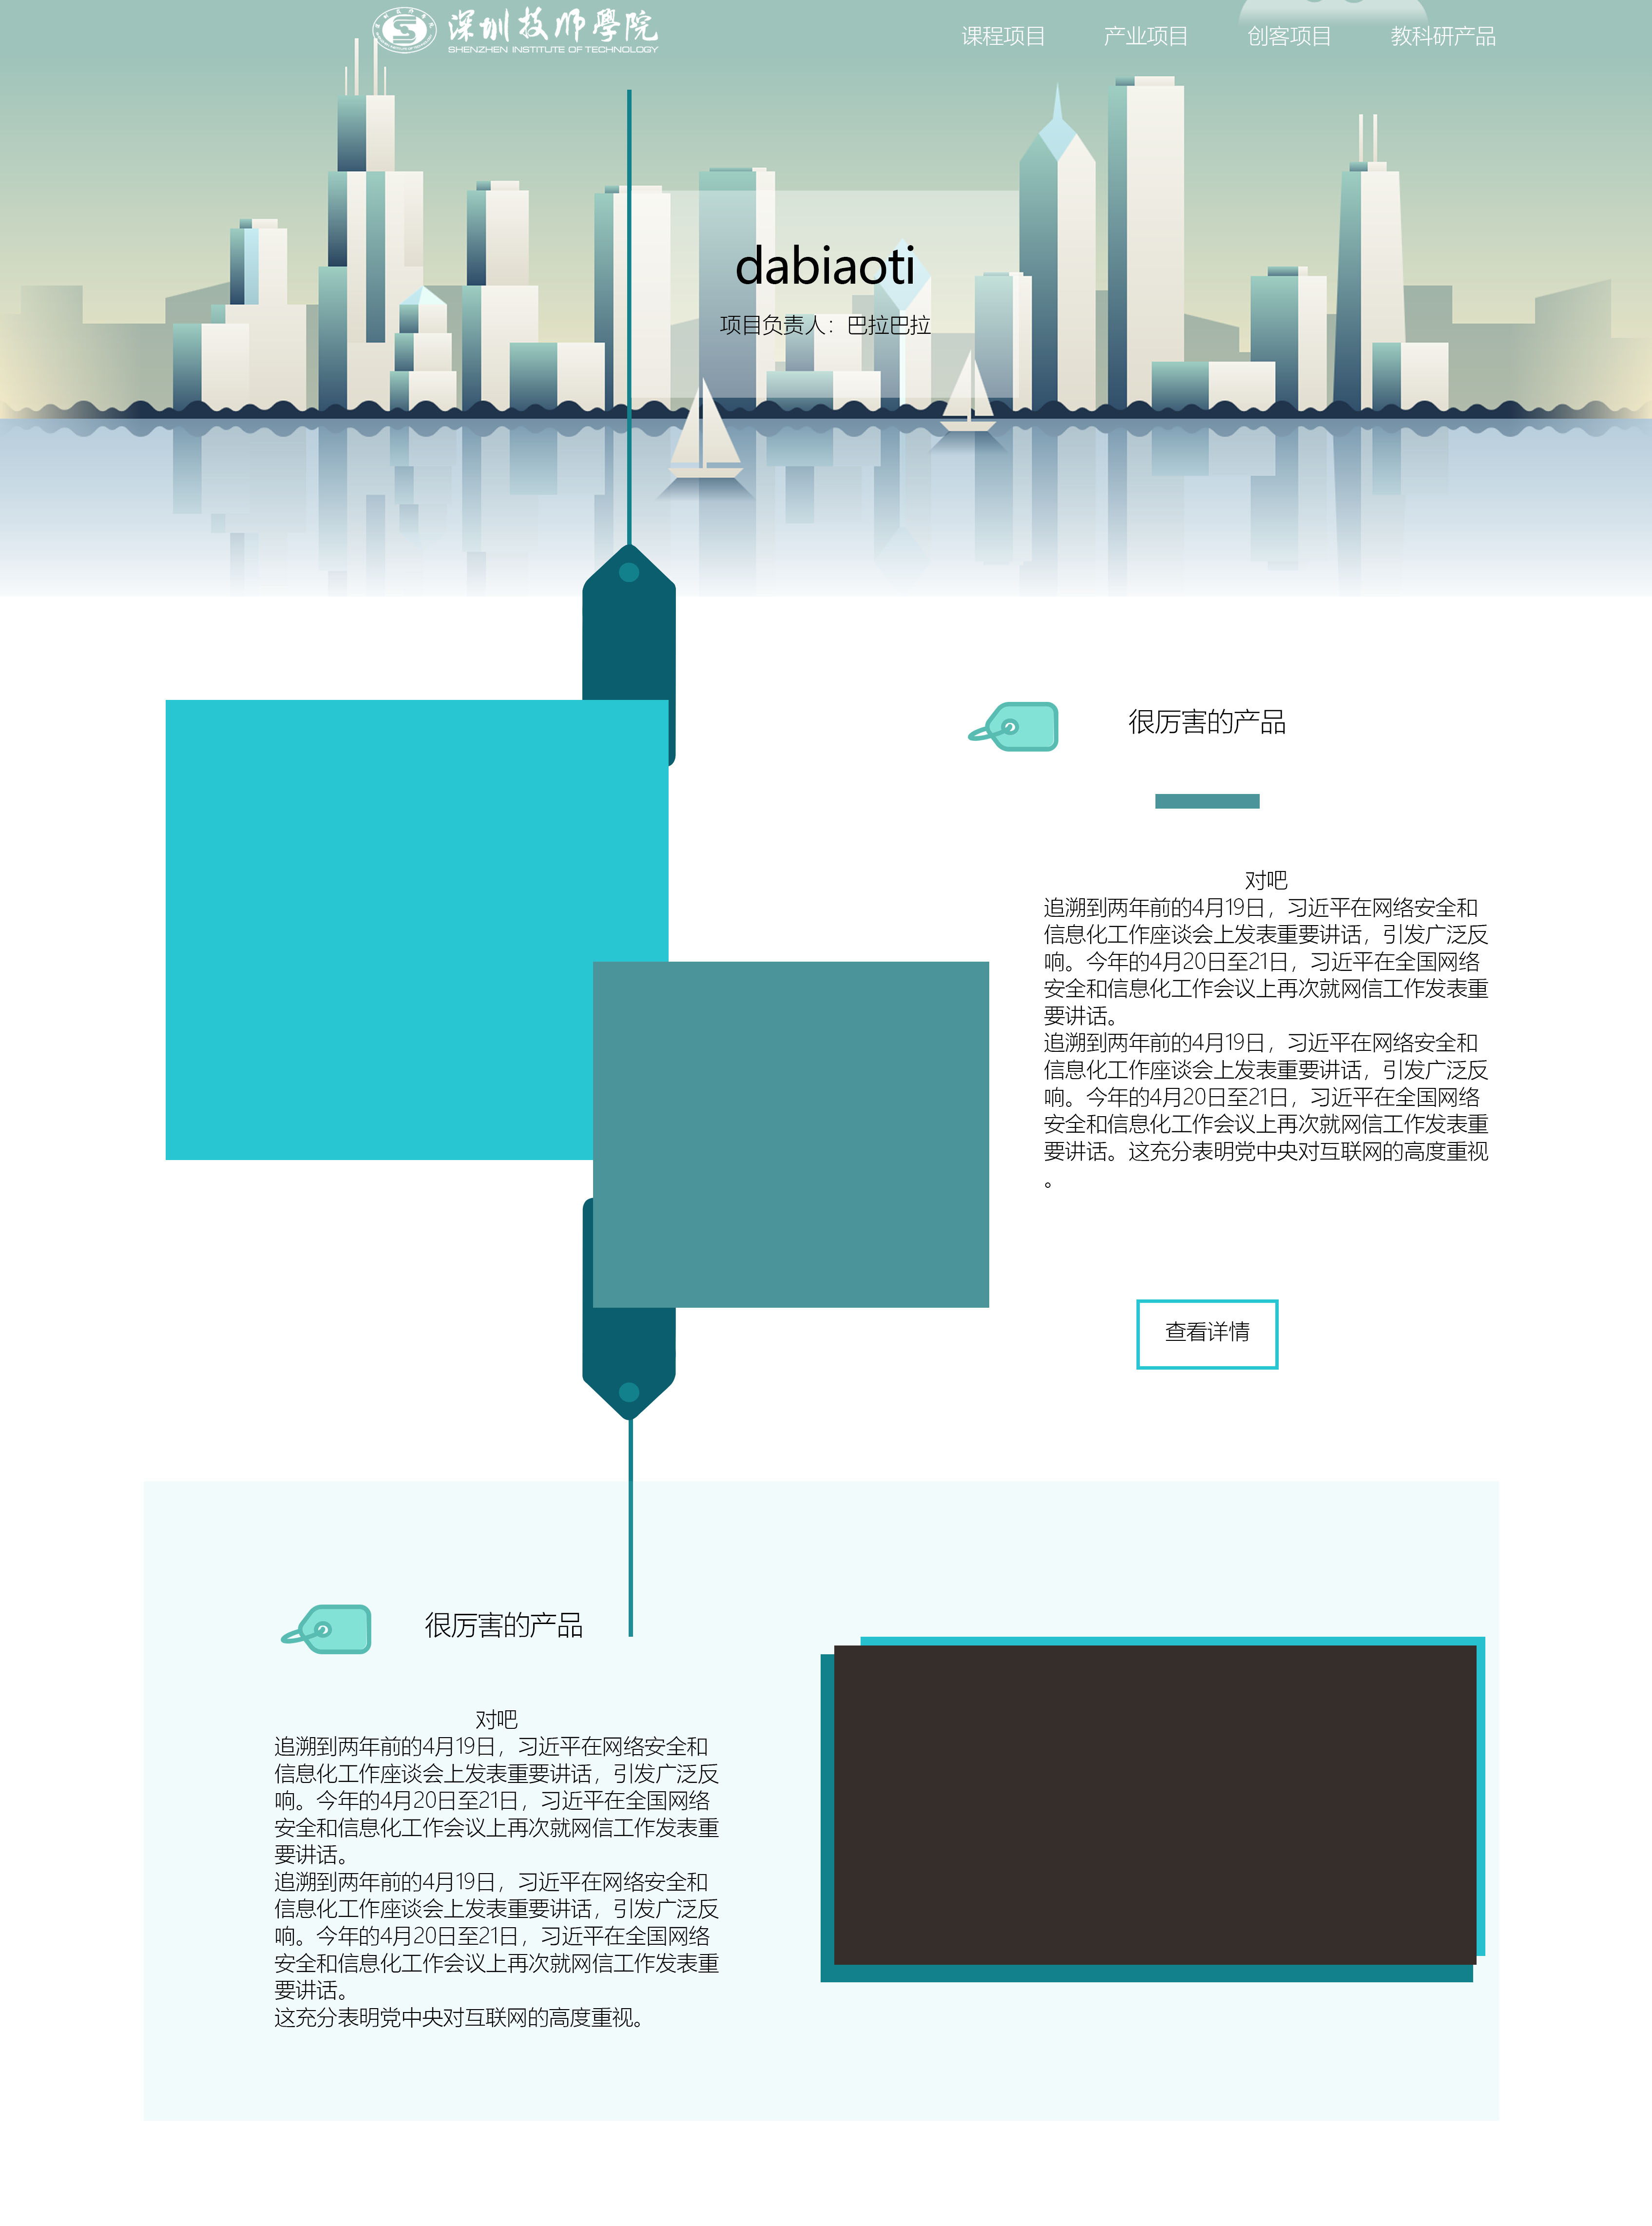 深圳技师學院
SHENZHEN INSTITUTE OF TECHNOLOGY
课程项目 产业项目 创客项目 教科研产品
dabiaoti
项目负责人：巴拉巴拉
很厉害的产品
对吧
追溯到两年前的4月19日，习近平在网络安全和
信息化工作座谈会上发表重要讲话，引发广泛反
响。今年的4月20日至21日，习近平在全国网络
安全和信息化工作会议上再次就网信工作发表重
要讲话。
追溯到两年前的4月19日，习近平在网络安全和
信息化工作座谈会上发表重要讲话，引发广泛反
响。今年的4月20日至21日，习近平在全国网络
安全和信息化工作会议上再次就网信工作发表重
要讲话。这充分表明党中央对互联网的高度重视
。
查看详情
很厉害的产品
对吧
追溯到两年前的4月19日，习近平在网络安全和
信息化工作座谈会上发表重要讲话，引发广泛反
响。今年的4月20日至21日，习近平在全国网络
安全和信息化工作会议上再次就网信工作发表重
要讲话。
追溯到两年前的4月19日，习近平在网络安全和
信息化工作座谈会上发表重要讲话，引发广泛反
响。今年的4月20日至21日，习近平在全国网络
安全和信息化工作会议上再次就网信工作发表重
要讲话。
这充分表明党中央对互联网的高度重视。